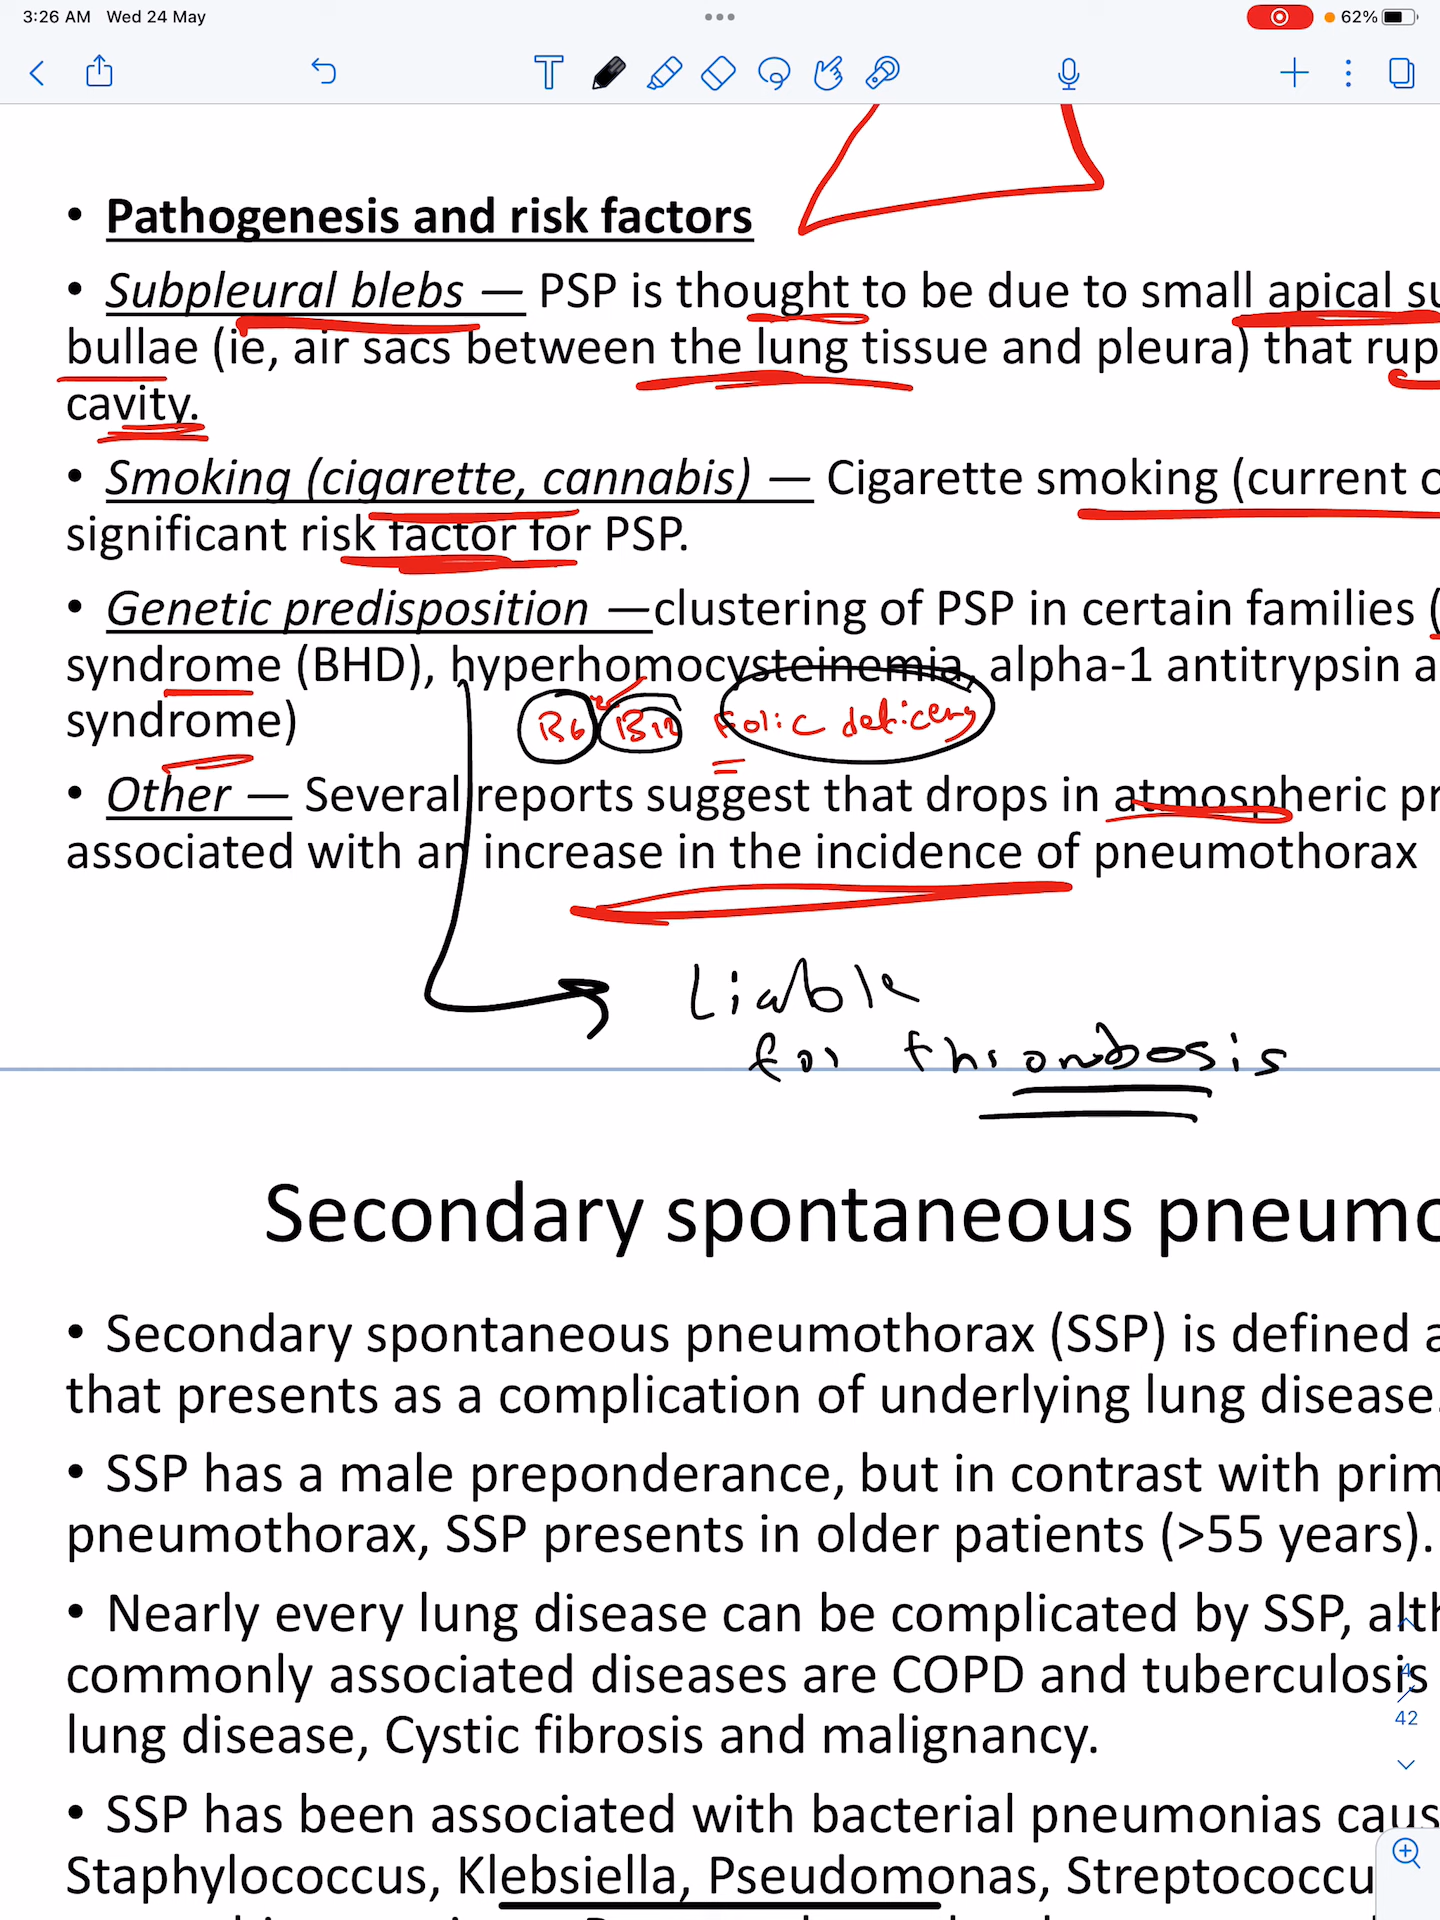 3:26 AM Wed 24 May
62%
• Pathogenesis and risk factors
• Subpleural blebs — PSP is thought to be due to small apical su
bullae (ie, air sacs between the lung tissue and pleura) that rup
cavity.
• Smoking (cigarette, cannabis) — Cigarette smoking (current o
significant risk factor for PSP.
• Genetic predisposition —clustering of PSP in certain families (
syndrome (BHD), hyperhomocysteinemia, alpha-1 antitrypsin a
syndrome)
B6 B12 Folic deficeny
• Other — Several reports suggest that drops in atmospheric pr
associated with an increase in the incidence of pneumothorax
Liable
for thrombosis
Secondary spontaneous pneumo
• Secondary spontaneous pneumothorax (SSP) is defined a
that presents as a complication of underlying lung disease.
• SSP has a male preponderance, but in contrast with prim
pneumothorax, SSP presents in older patients (>55 years).
• Nearly every lung disease can be complicated by SSP, alth
commonly associated diseases are COPD and tuberculosis
lung disease, Cystic fibrosis and malignancy.
4
/
42
• SSP has been associated with bacterial pneumonias caus
Staphylococcus, Klebsiella, Pseudomonas, Streptococcu